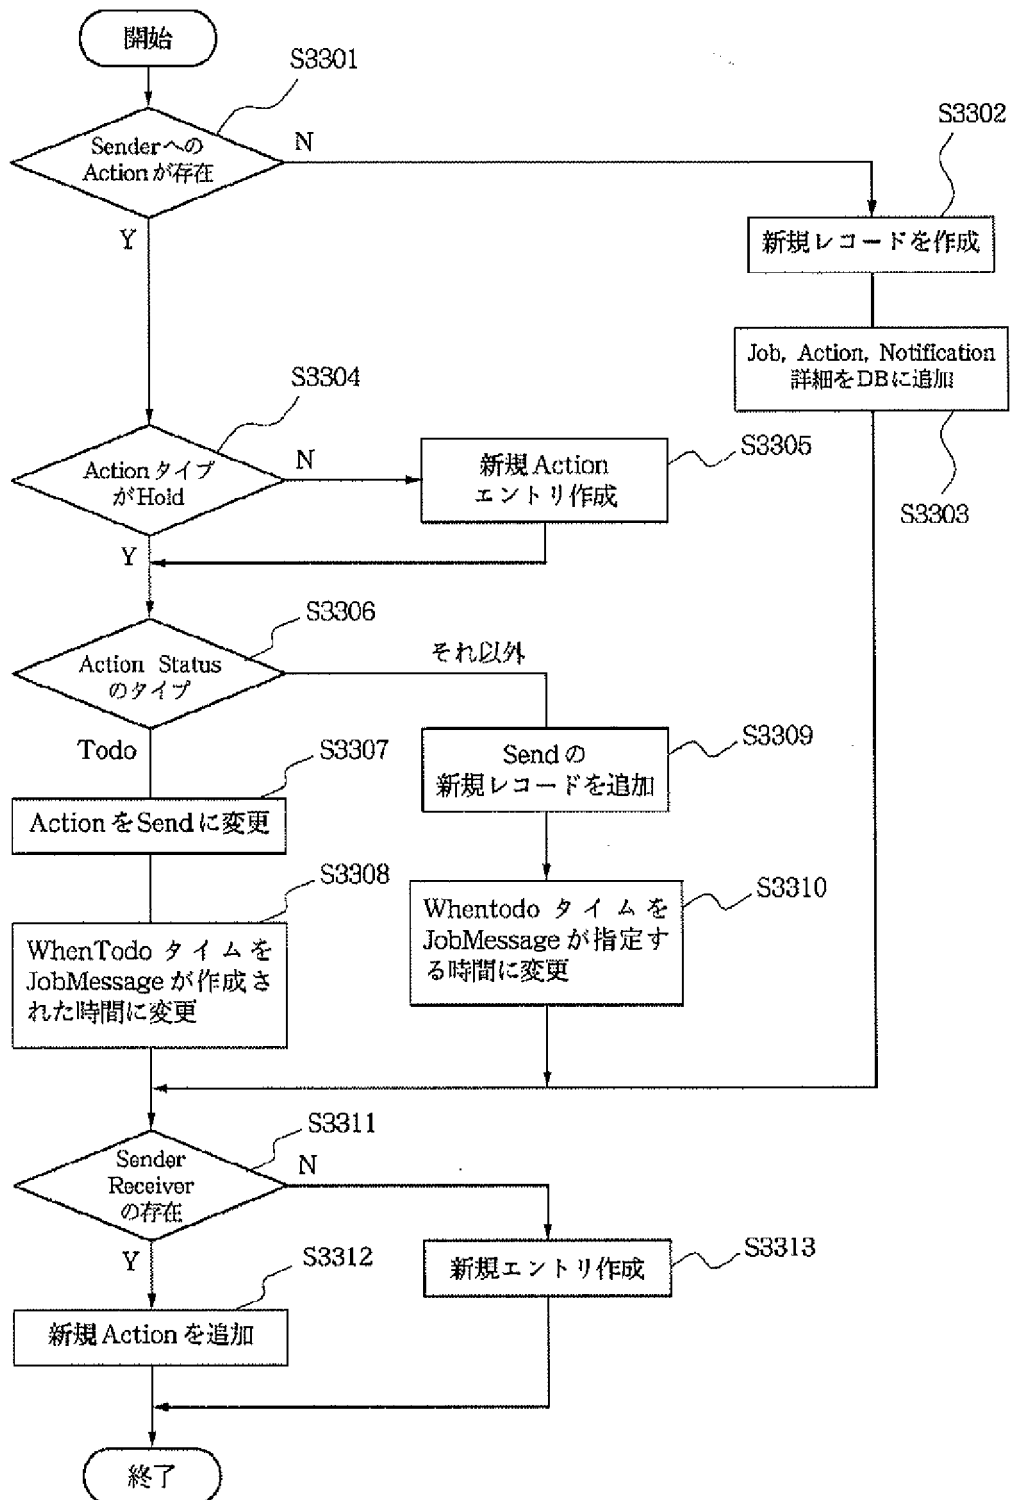 開始
S3301
Senderへの
Actionが存在
N
Y
S3302
新規レコードを作成
Job, Action, Notification
詳細をDBに追加
S3303
S3304
Actionタイプ
がHold
N
Y
新規Action
エントリ作成
S3305
S3306
Action Status
のタイプ
それ以外
Todo
S3307
ActionをSendに変更
Sendの
新規レコードを追加
S3309
S3308
WhenTodo タイムを
JobMessageが作成さ
れた時間に変更
Whentodo タイムを
JobMessageが指定す
る時間に変更
S3310
S3311
Sender
Receiver
の存在
N
Y
S3312
新規Actionを追加
新規エントリ作成
S3313
終了